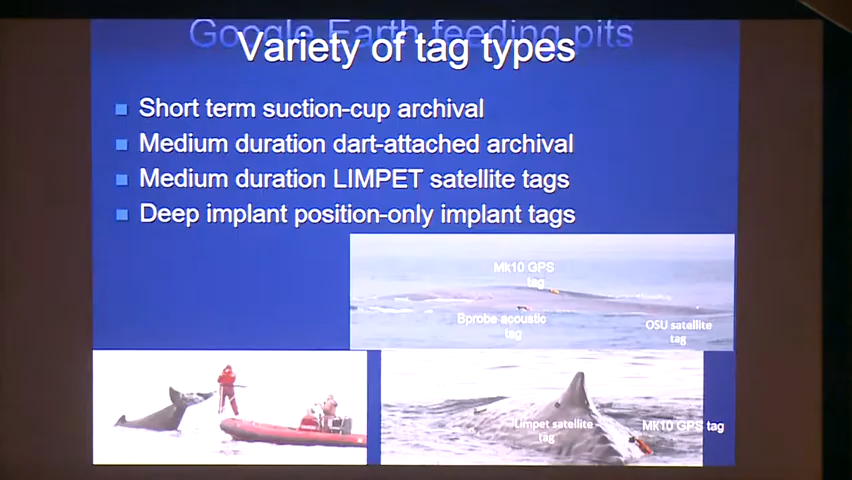 Google Earth feeding pits
Variety of tag types
Short term suction-cup archival
Medium duration dart-attached archival
Medium duration LIMPET satellite tags
Deep implant position-only implant tags
Mk10 GPS
tag
Bprobe acoustic
tag
OSU satellite
tag
Limpet satellite
tag
Mk10 GPS tag